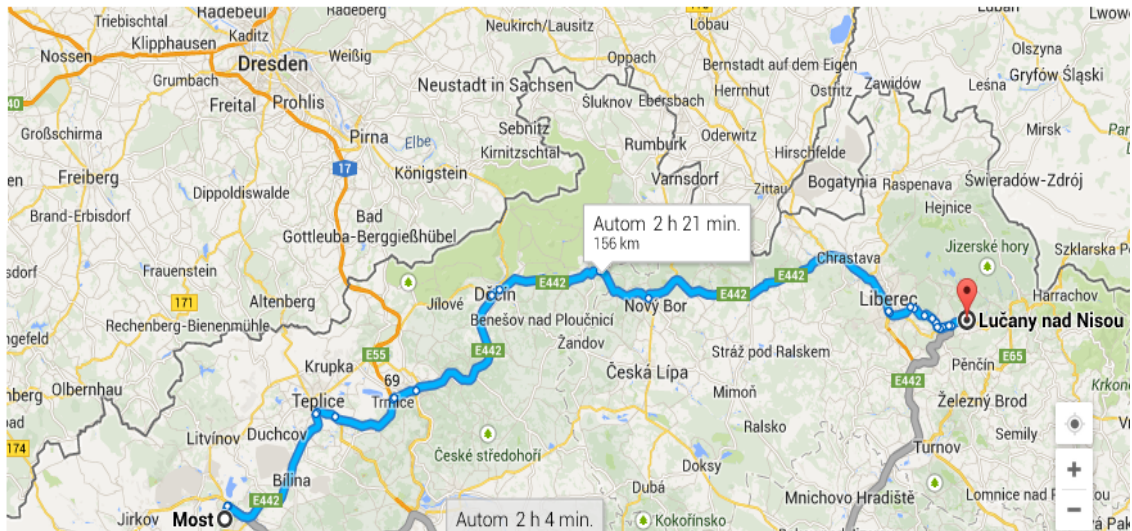 Triebischtal
Radebeul
Radeberg
Lobau
Luban
Lwówe
Klipphausen
Kaditz
Neukirch/Lausitz
Nossen
Weißig
Oppach
Bernstadt auf dem Eigen
Olszyna
Dresden
Grumbach
Neustadt in Sachsen
Ostritz
Zawidów
Leśna
Gryfów Śląski
40
Freital
Prohlis
Šluknov
Ebersbach
Herrnhut
Großschirma
Pirna
Elbe
Sebnitz
Kirnitzschtal
Rumburk
Oderwitz
Hirschfelde
Mirsk
Freiberg
17
Königstein
Varnsdorf
Zittau
Bogatynia
Raspenava
Świeradów-Zdrój
Dippoldiswalde
Brand-Erbisdorf
Bad
Gottleuba-Berggießhübel
Autom 2 h 21 min.
156 km
Hejnice
Jizerské hory
Szklarska Po
Frauenstein
Chrastava
171
Altenberg
Jílové
Děčín
E442
Nový Bor
E442
E442
Liberec
Harrachov
Rechenberg-Bienenmühle
Benešov nad Ploučnicí
Lučany nad Nisou
Žandov
E442
Stráž pod Ralskem
E55
Krupka
Pěnčín
E65
Olbernhau
69
Česká Lípa
E442
Mimoň
Krkono
Teplice
Trmice
Železný Brod
Ralsko
Semily
Litvínov
Duchcov
174
České středohoří
Turnov
Doksy
Bílina
Dubá
Mnichovo Hradiště
Lomnice nad
E442
Jirkov
Most
Autom 2 h 4 min.
Kokořínsko
+
−